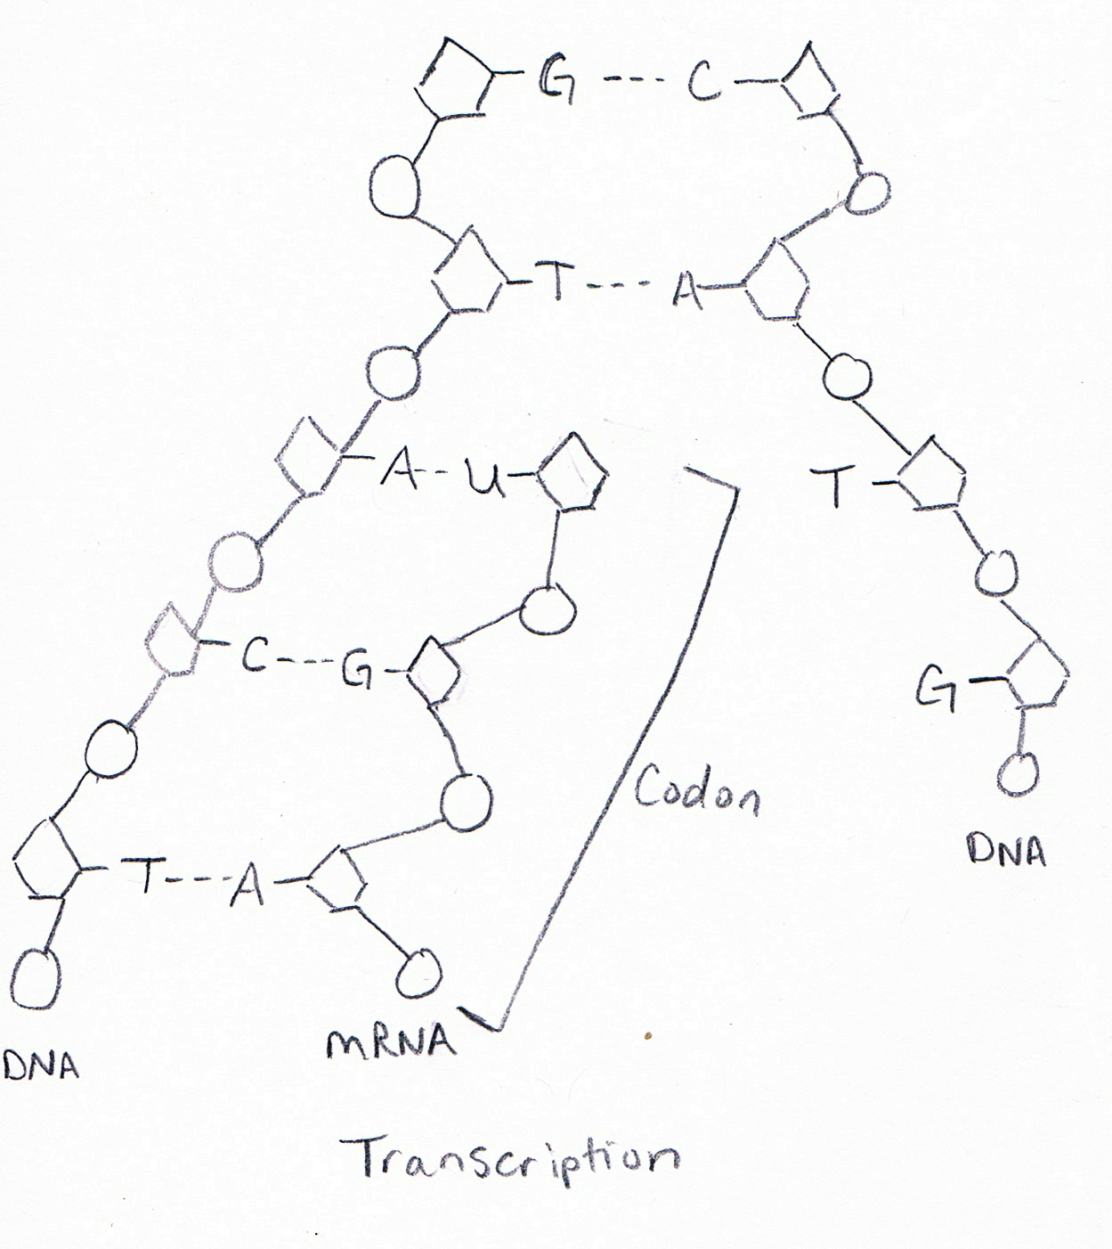 G --- C
T --- A
A -- U
T
C --- G
G
Codon
T --- A
DNA
mRNA
DNA
Transcription